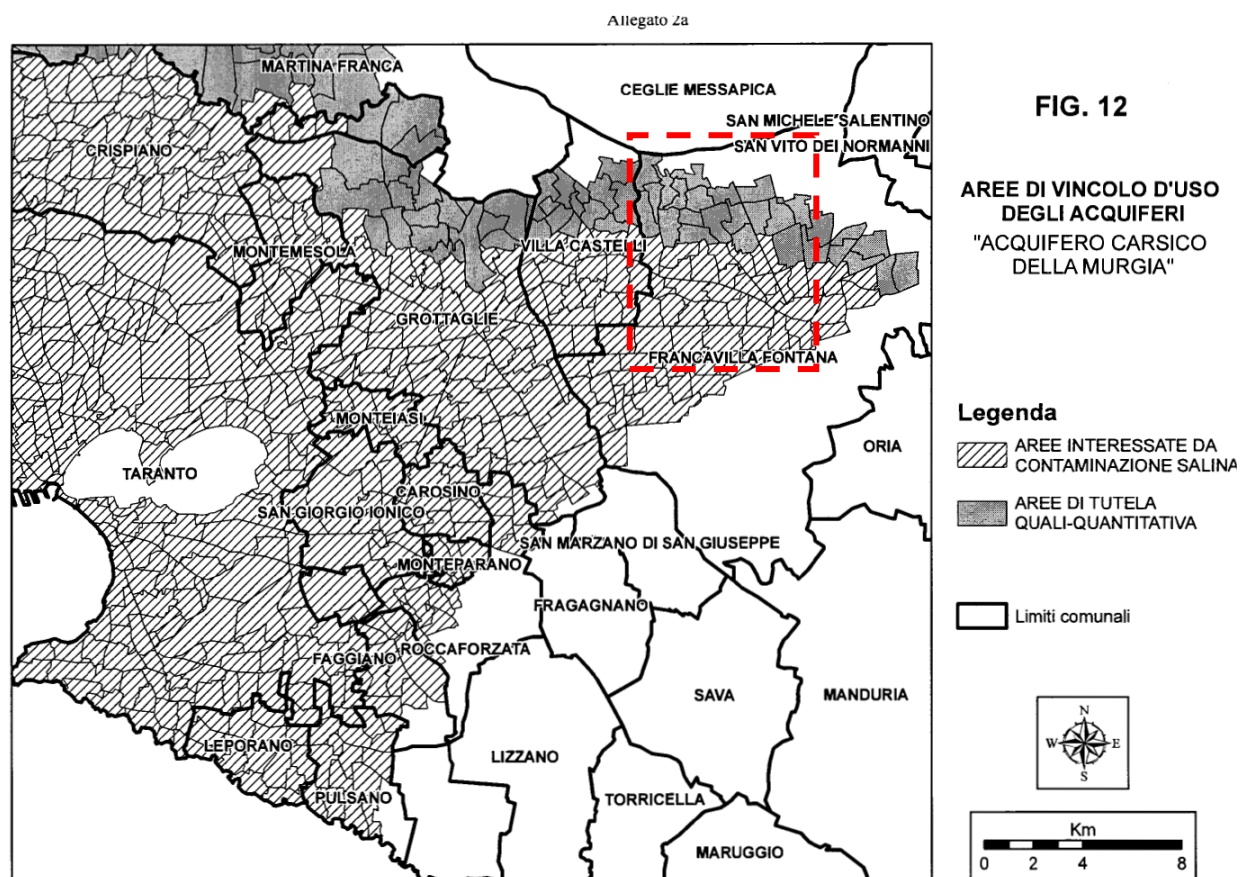 Allegato 2a
MARTINA FRANCA
CEGLIE MESSAPICA
SAN MICHELE SALENTINO
SAN VITO DEI NORMANNI
CRISPIANO
MONTEMESOLA
VILLA CASTELLI
GROTTAGLIE
FRANCAVILLA FONTANA
MONTEIASI
ORIA
TARANTO
CAROSINO
SAN GIORGIO IONICO
SAN MARZANO DI SAN GIUSEPPE
MONTEPARANO
FRAGAGNANO
ROCCAFORZATA
FAGGIANO
SAVA
MANDURIA
LEPORANO
LIZZANO
PULSANO
TORRICELLA
MARUGGIO
FIG. 12
AREE DI VINCOLO D'USO
DEGLI ACQUIFERI
"ACQUIFERO CARSICO
DELLA MURGIA"
Legenda
AREE INTERESSATE DA
CONTAMINAZIONE SALINA
AREE DI TUTELA
QUALI-QUANTITATIVA
Limiti comunali
N
W E
S
Km
0 2 4 8